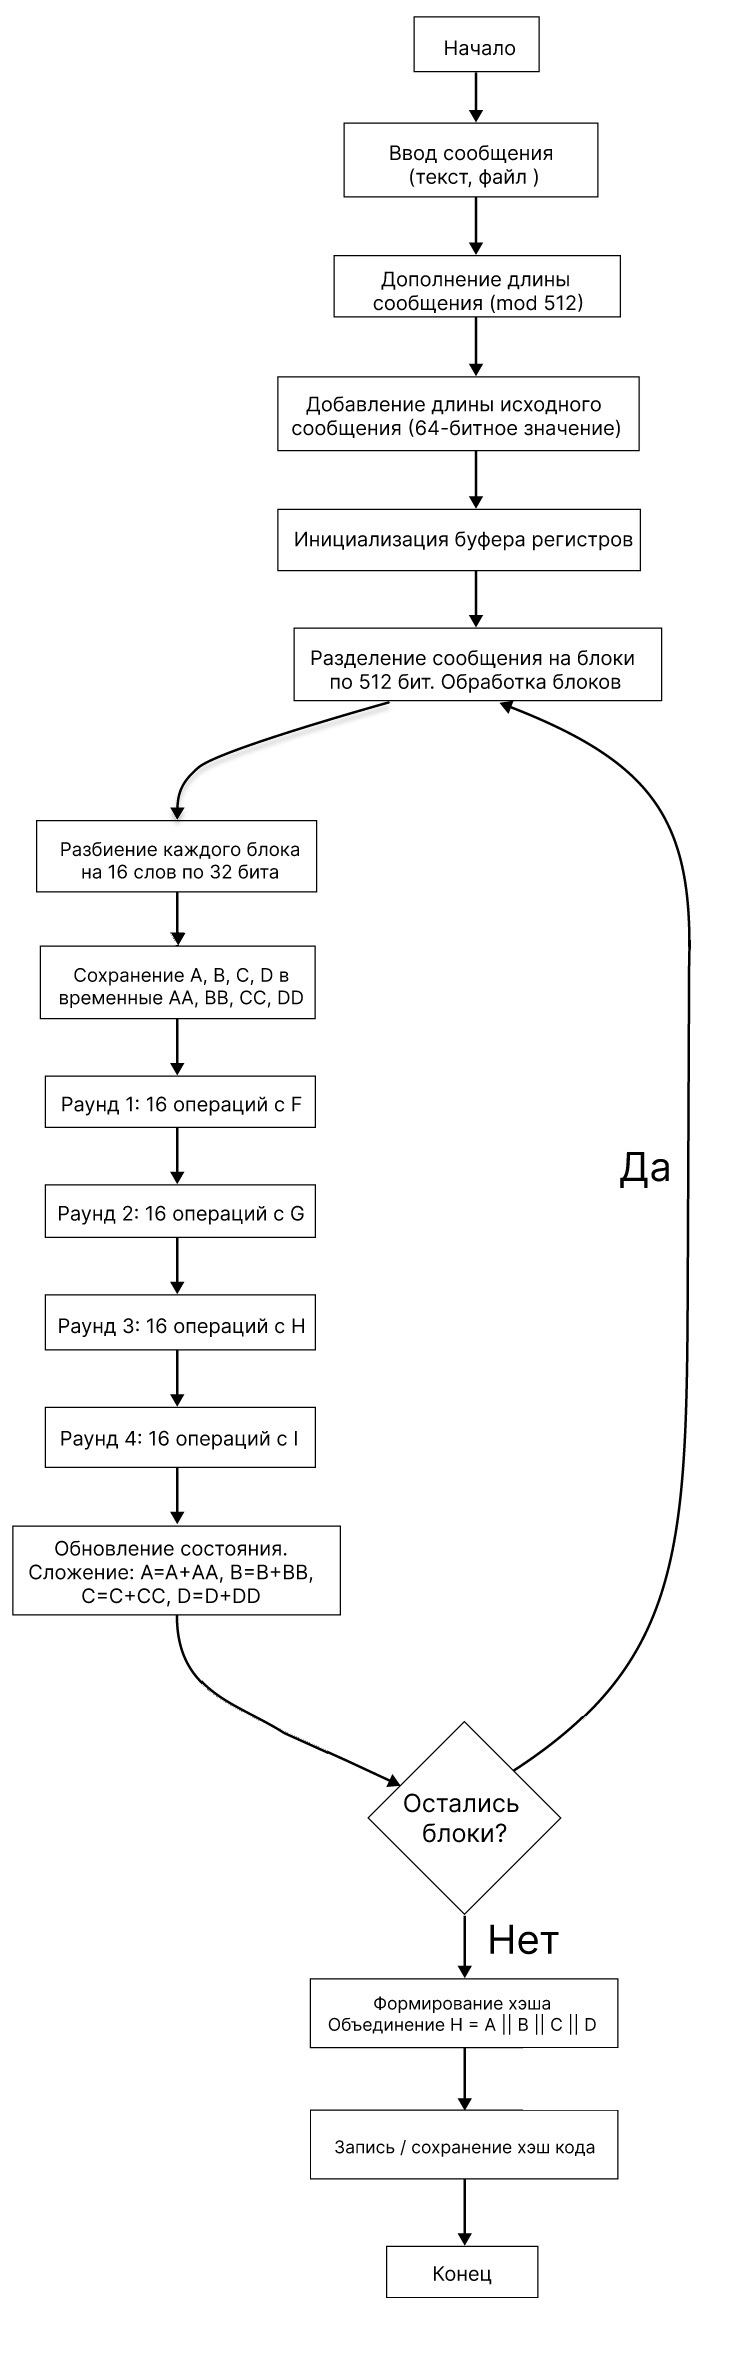 Начало
Ввод сообщения
(текст, файл )
Дополнение длины
сообщения (mod 512)
Добавление длины исходного
сообщения (64-битное значение)
Инициализация буфера регистров
Разделение сообщения на блоки
по 512 бит. Обработка блоков
Разбиение каждого блока
на 16 слов по 32 бита
Сохранение A, B, C, D в
временные AA, BB, CC, DD
Раунд 1: 16 операций с F
Да
Раунд 2: 16 операций с G
Раунд 3: 16 операций с H
Раунд 4: 16 операций с I
Обновление состояния.
Сложение: A=A+AA, B=B+BB,
C=C+CC, D=D+DD
Остались
блоки?
Нет
Формирование хэша
Объединение H = A || B || C || D
Запись / сохранение хэш кода
Конец